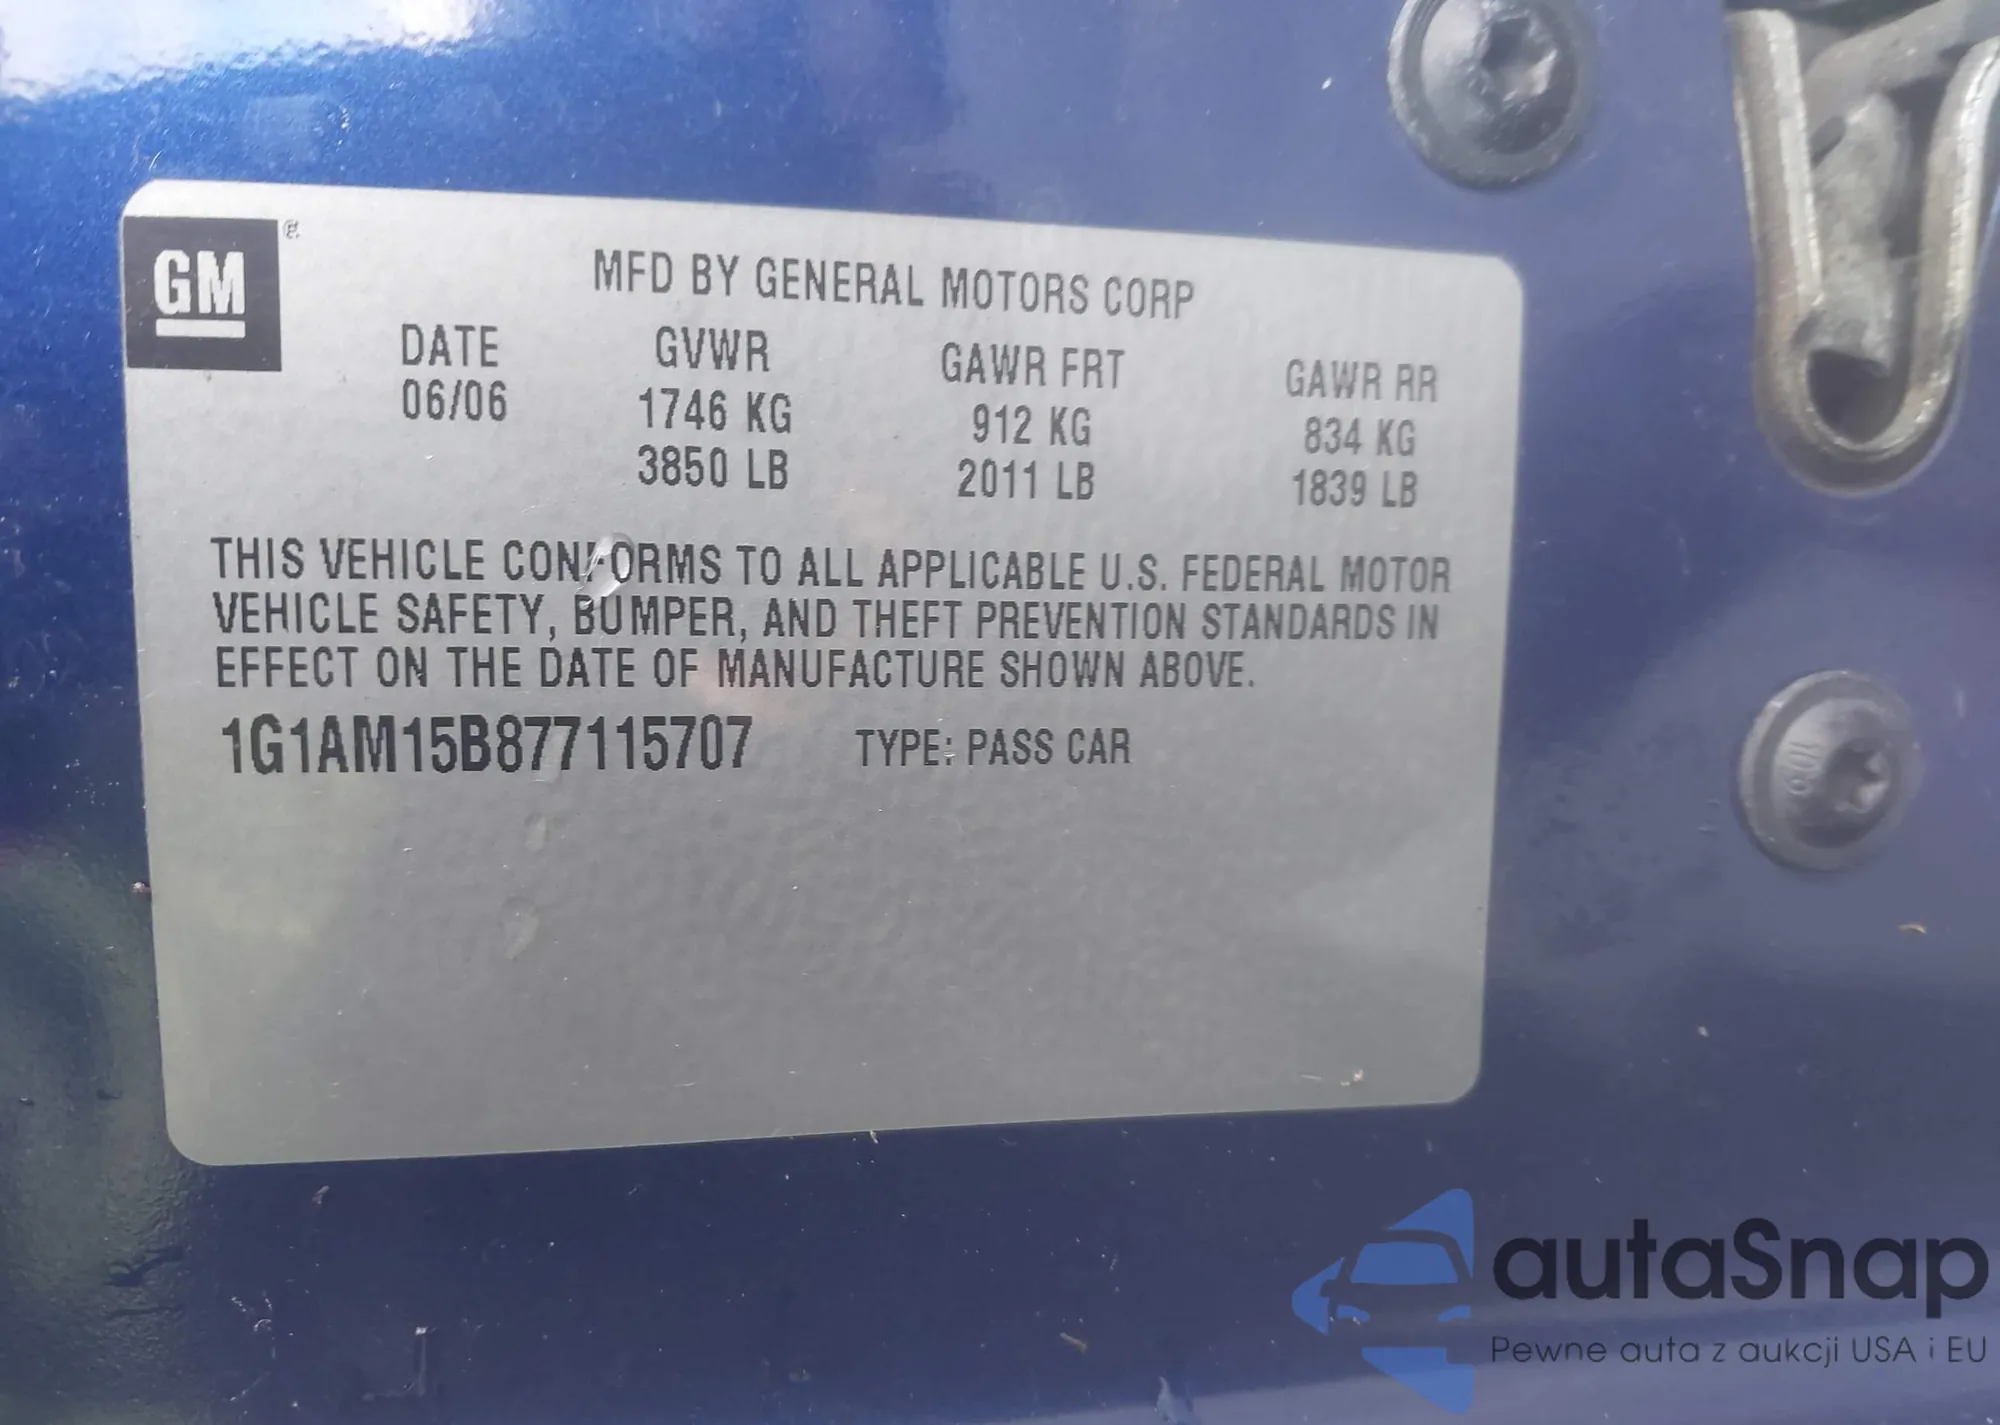 GM ®
MFD BY GENERAL MOTORS CORP
DATE GVWR GAWR FRT GAWR RR
06/06 1746 KG 912 KG 834 KG
3850 LB 2011 LB 1839 LB
THIS VEHICLE CONFORMS TO ALL APPLICABLE U.S. FEDERAL MOTOR
VEHICLE SAFETY, BUMPER, AND THEFT PREVENTION STANDARDS IN
EFFECT ON THE DATE OF MANUFACTURE SHOWN ABOVE.
1G1AM15B877115707 TYPE: PASS CAR
autaSnap
Pewne auta z aukcji USA i EU